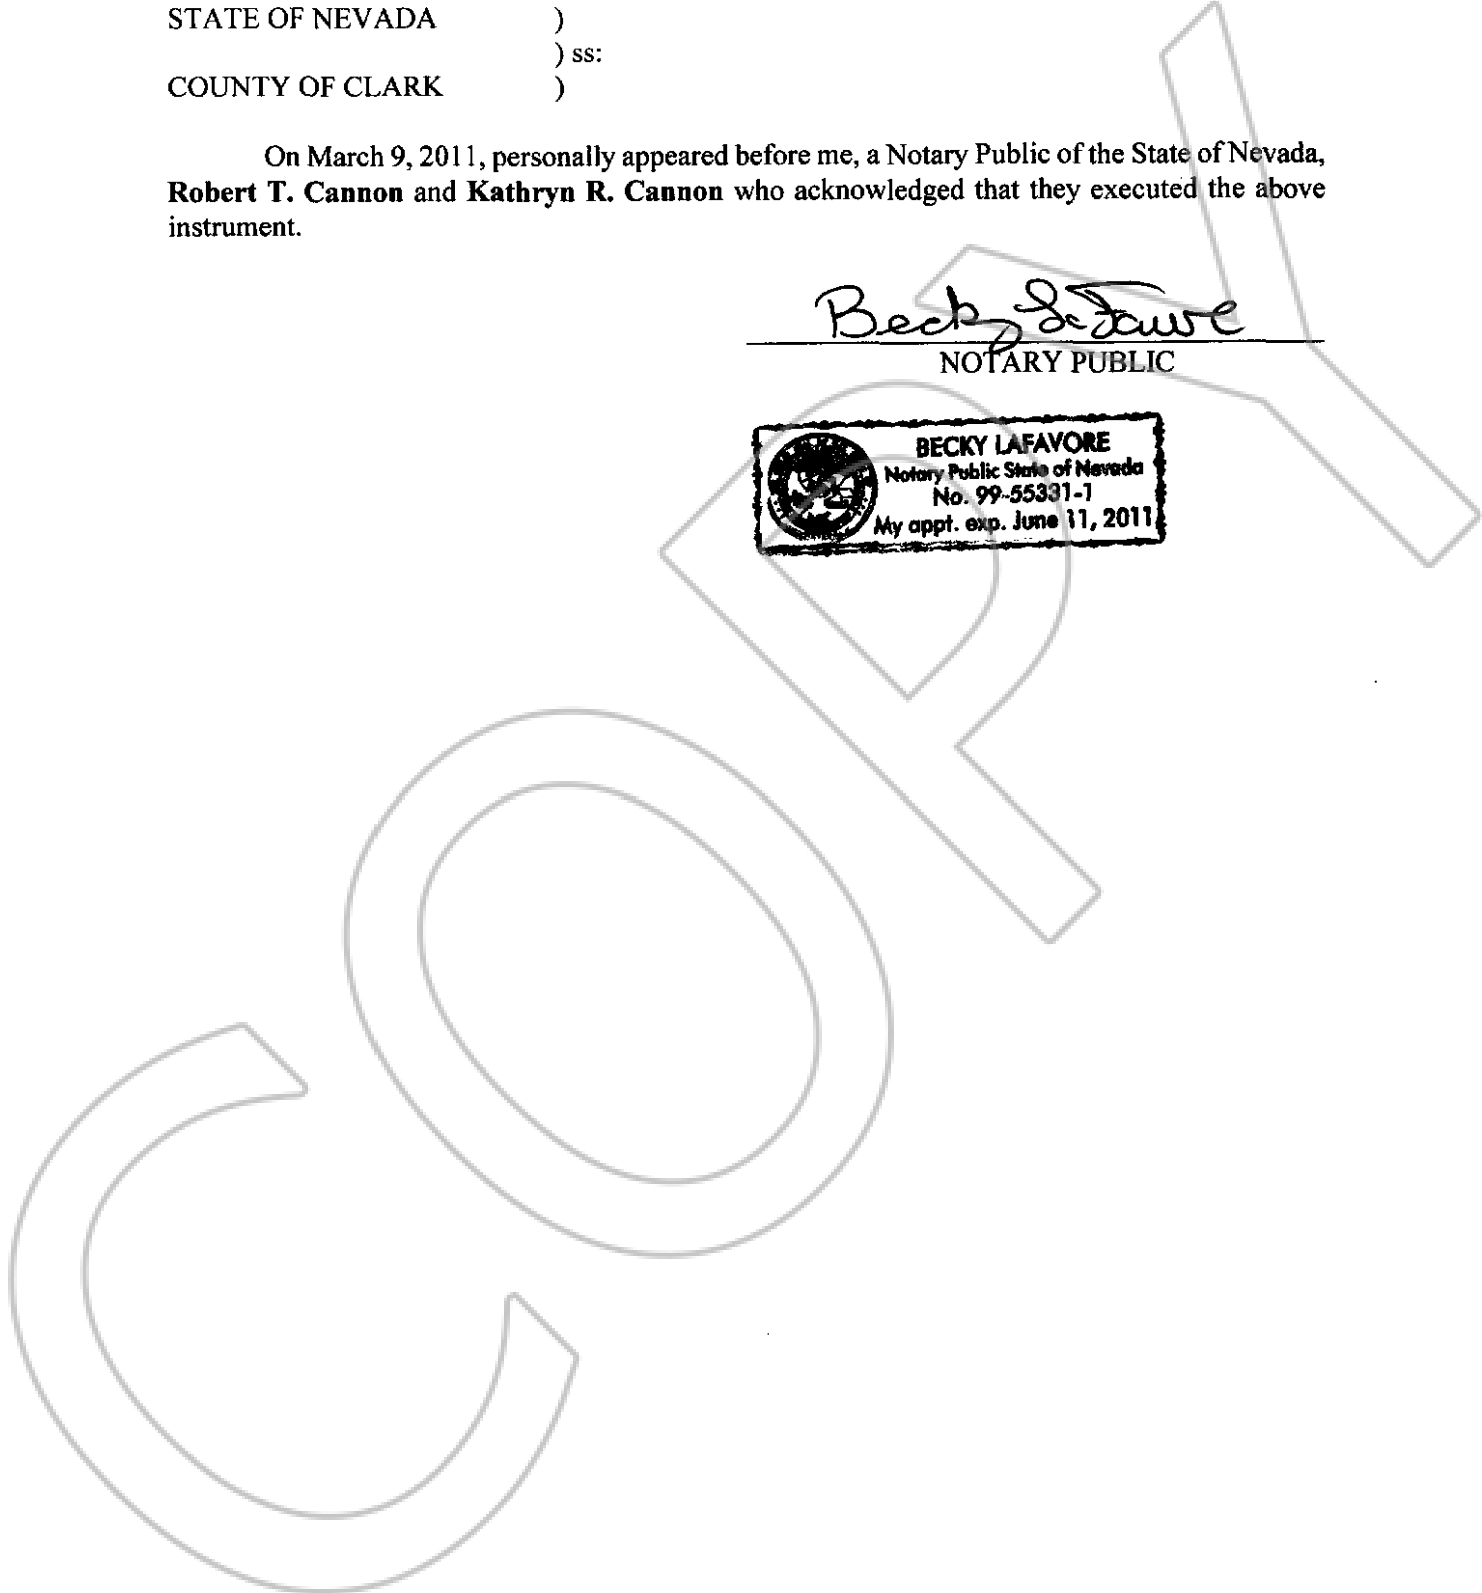 STATE OF NEVADA )
) ss:
COUNTY OF CLARK )
On March 9, 2011, personally appeared before me, a Notary Public of the State of Nevada,
Robert T. Cannon and Kathryn R. Cannon who acknowledged that they executed the above
instrument.
Becky LaFavore
NOTARY PUBLIC
BECKY LAFAVORE
Notary Public State of Nevada
No. 99-55331-1
My appt. exp. June 11, 2011
COPY